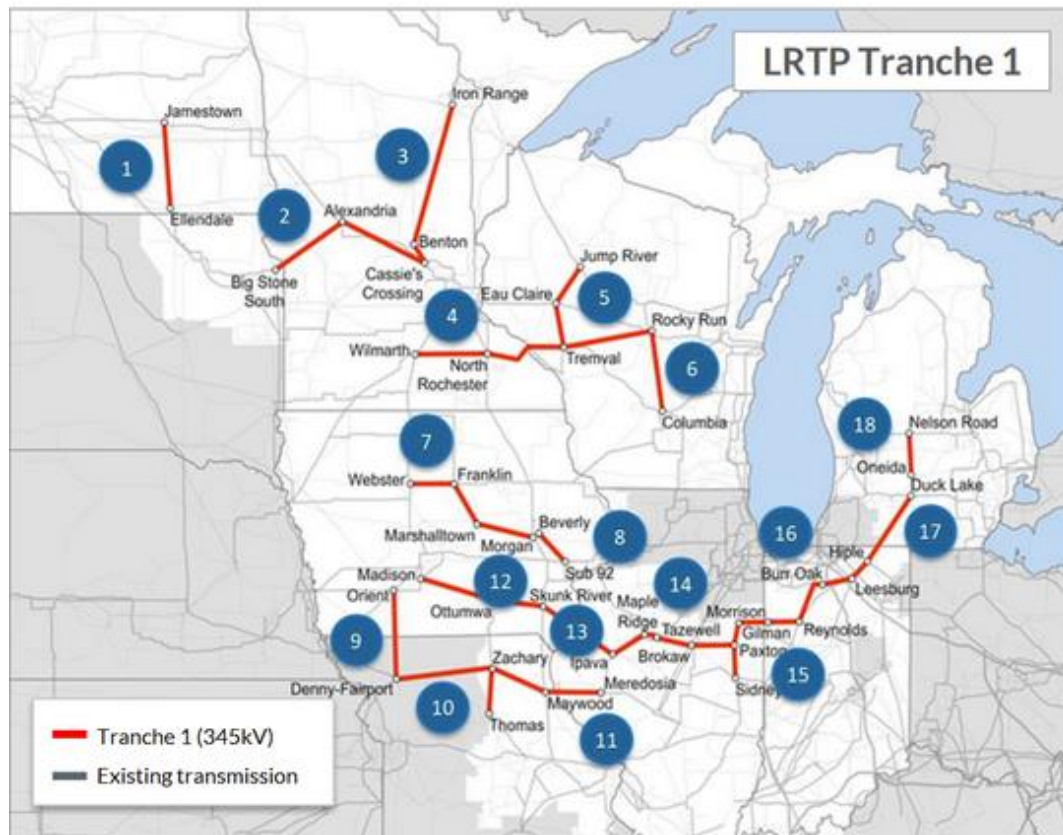 LRTP Tranche 1
Iron Range
Jamestown
3
1
Ellendale
2
Alexandria
Benton
Big Stone
South
Cassie's
Crossing
Jump River
Eau Claire
5
4
Rocky Run
Wilmarth
North
Rochester
Tremval
6
Columbia
18
Nelson Road
Oneida
Duck Lake
7
Webster
Franklin
Marshalltown
Morgan
Beverly
8
Sub 92
16
17
Hiple
Burr Oak
Leesburg
Madison
Orient
12
Ottumwa
Skunk River
14
Maple
Ridge
Tazewell
Morrison
Gilman
Reynolds
13
Ipava
Brokaw
Paxton
15
Sidney
9
Zachary
Denny-Fairport
Meredosia
10
Maywood
Thomas
11
Tranche 1 (345kV)
Existing transmission